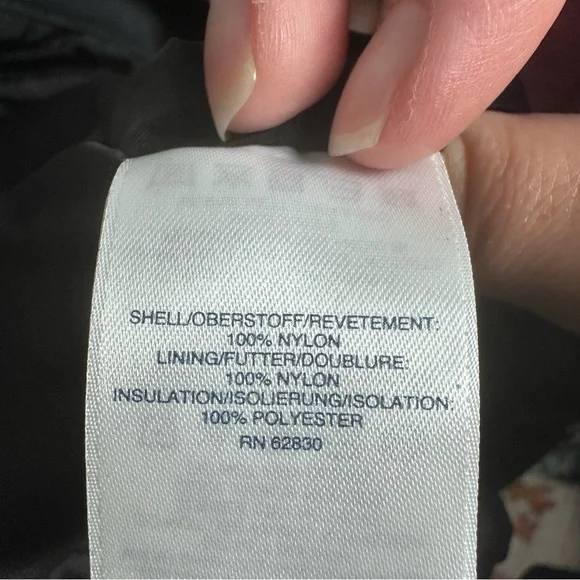 SHELL/OBERSTOFF/REVETEMENT:
100% NYLON
LINING/FUTTER/DOUBLURE:
100% NYLON
INSULATION/ISOLIERUNG/ISOLATION:
100% POLYESTER
RN 62830